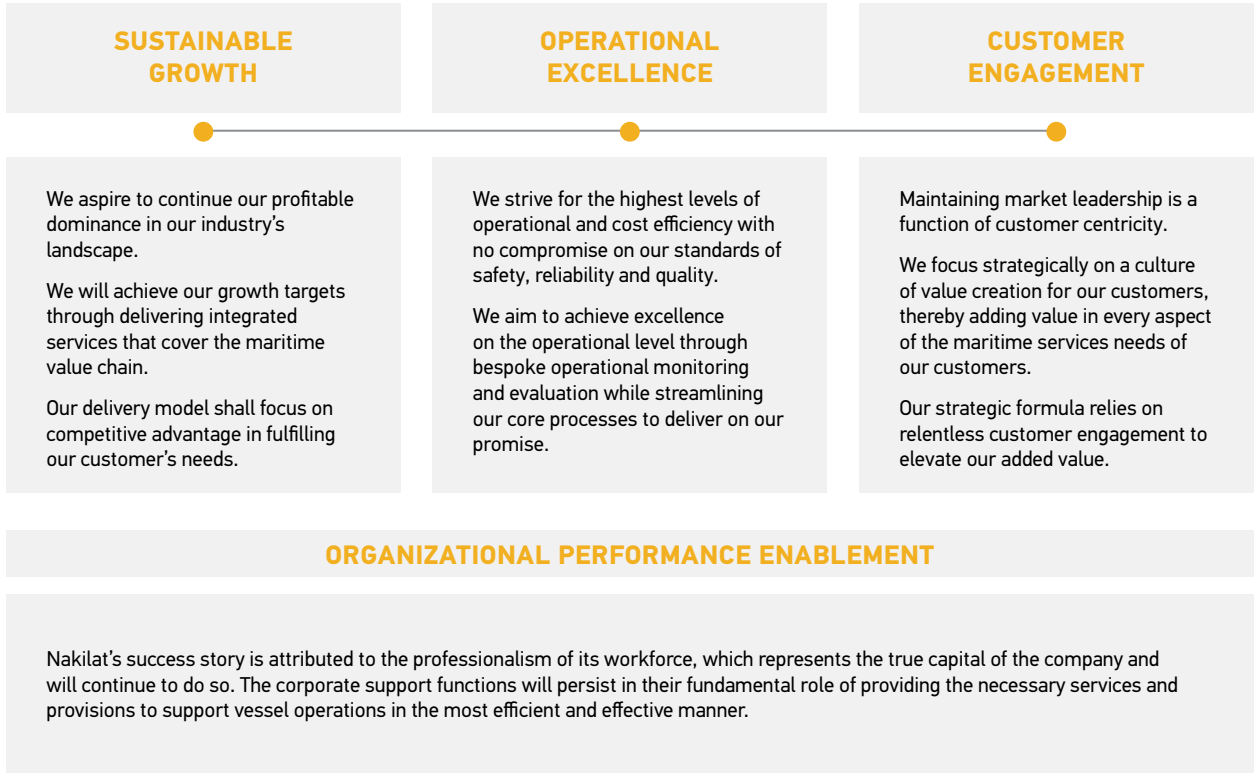 SUSTAINABLE
GROWTH
We aspire to continue our profitable
dominance in our industry's
landscape.
We will achieve our growth targets
through delivering integrated
services that cover the maritime
value chain.
Our delivery model shall focus on
competitive advantage in fulfilling
our customer's needs.
OPERATIONAL
EXCELLENCE
We strive for the highest levels of
operational and cost efficiency with
no compromise on our standards of
safety, reliability and quality.
We aim to achieve excellence
on the operational level through
bespoke operational monitoring
and evaluation while streamlining
our core processes to deliver on our
promise.
CUSTOMER
ENGAGEMENT
Maintaining market leadership is a
function of customer centricity.
We focus strategically on a culture
of value creation for our customers,
thereby adding value in every aspect
of the maritime services needs of
our customers.
Our strategic formula relies on
relentless customer engagement to
elevate our added value.
ORGANIZATIONAL PERFORMANCE ENABLEMENT
Nakilat's success story is attributed to the professionalism of its workforce, which represents the true capital of the company and
will continue to do so. The corporate support functions will persist in their fundamental role of providing the necessary services and
provisions to support vessel operations in the most efficient and effective manner.